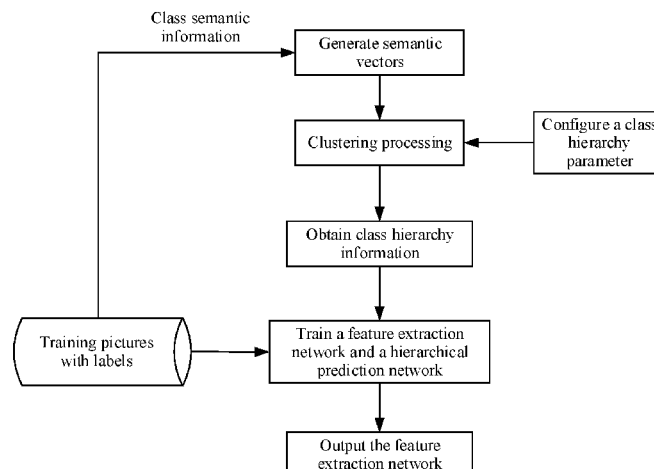 Class semantic
information
Generate semantic
vectors
Clustering processing
Configure a class
hierarchy
parameter
Obtain class hierarchy
information
Training pictures
with labels
Train a feature extraction
network and a hierarchical
prediction network
Output the feature
extraction network